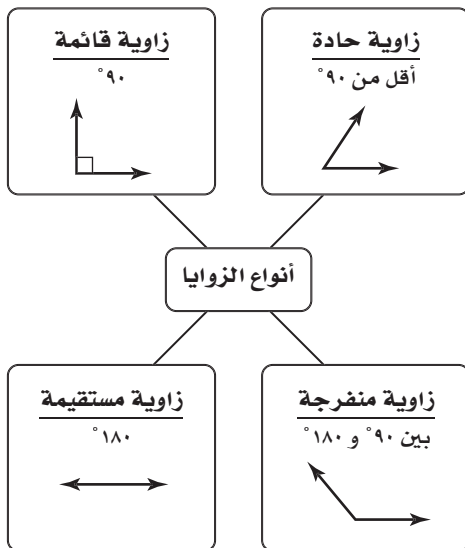 زاوية حادة
أقل من ٩٠°
زاوية قائمة
٩٠°
أنواع الزوايا
زاوية منفرجة
بين ٩٠° و ١٨٠°
زاوية مستقيمة
١٨٠°